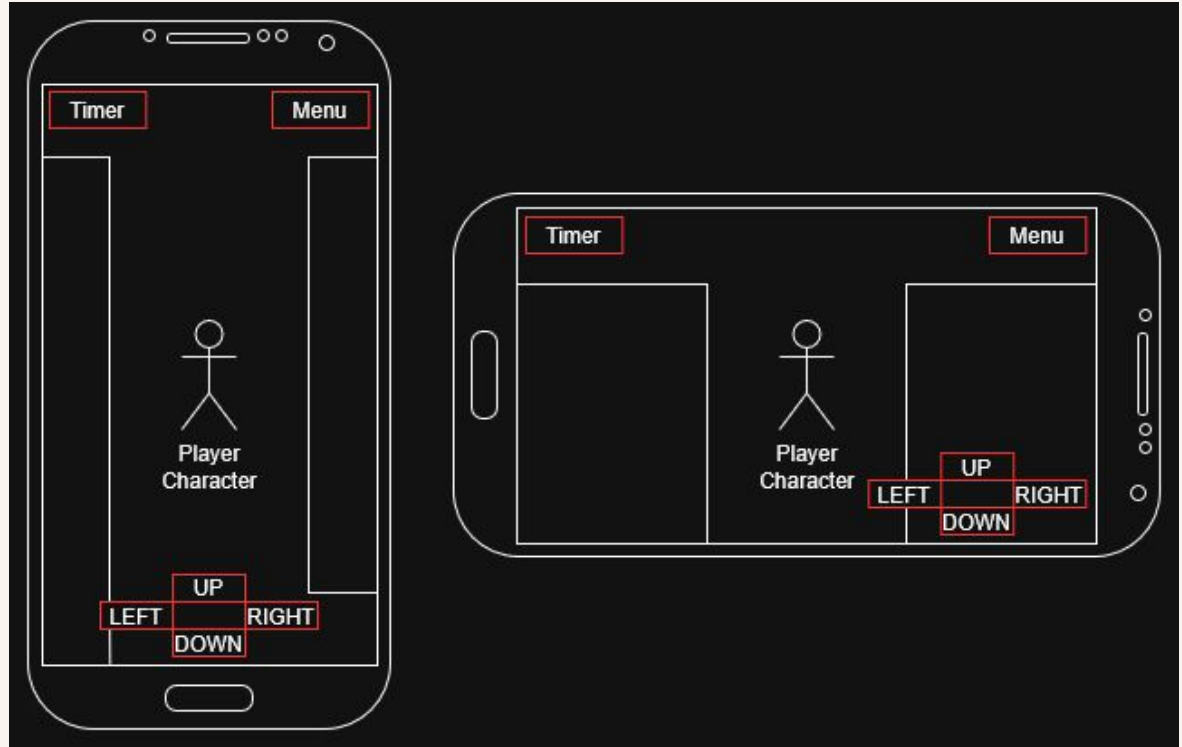 Timer
Menu
Player
Character
UP
LEFT RIGHT
DOWN
Timer
Menu
Player
Character
UP
LEFT RIGHT
DOWN